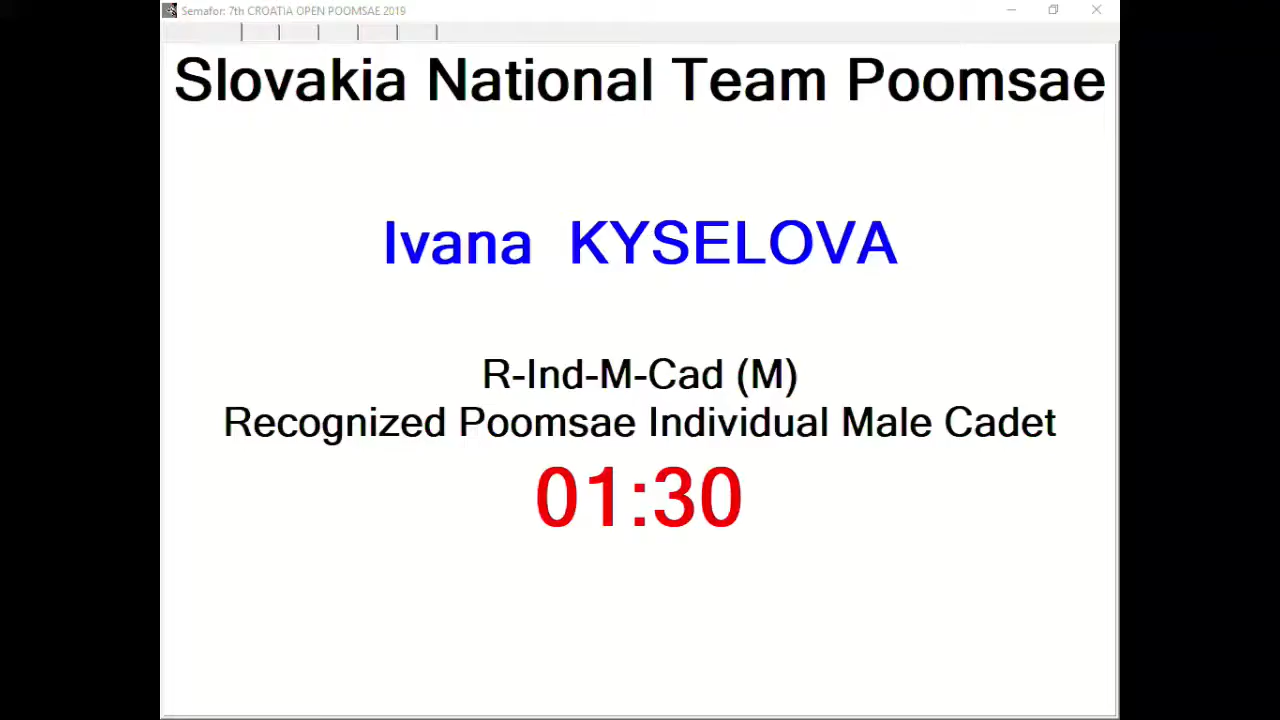 Semafor: 7th CROATIA OPEN POOMSAE 2019
Slovakia National Team Poomsae
Ivana KYSELOVA
R-Ind-M-Cad (M)
Recognized Poomsae Individual Male Cadet
01:30